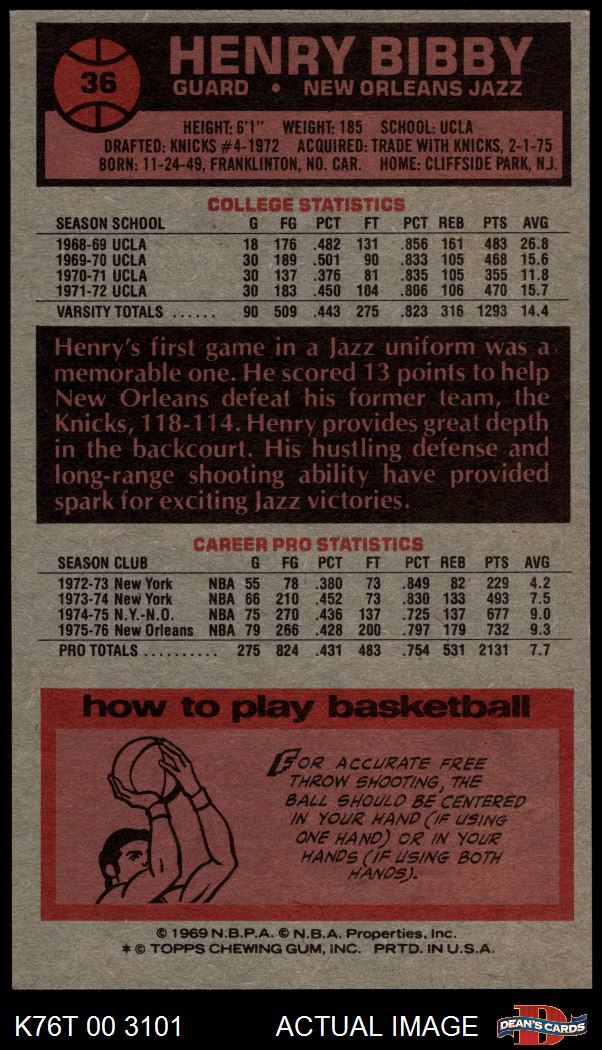 36
HENRY BIBBY
GUARD • NEW ORLEANS JAZZ
HEIGHT: 6'1" WEIGHT: 185 SCHOOL: UCLA
DRAFTED: KNICKS #4-1972 ACQUIRED: TRADE WITH KNICKS, 2-1-75
BORN: 11-24-49, FRANKLINTON, NO. CAR. HOME: CLIFFSIDE PARK, N.J.
COLLEGE STATISTICS
SEASON SCHOOL G FG PCT FT PCT REB PTS AVG
1968-69 UCLA 18 176 .482 131 .856 161 483 26.8
1969-70 UCLA 30 189 .501 90 .833 105 468 15.6
1970-71 UCLA 30 137 .376 81 .835 105 355 11.8
1971-72 UCLA 30 183 .450 104 .806 106 470 15.7
VARSITY TOTALS ...... 90 509 .443 275 .823 316 1293 14.4
Henry's first game in a Jazz uniform was a
memorable one. He scored 13 points to help
New Orleans defeat his former team, the
Knicks, 118-114. Henry provides great depth
in the backcourt. His hustling defense and
long-range shooting ability have provided
spark for exciting Jazz victories.
CAREER PRO STATISTICS
SEASON CLUB G FG PCT FT PCT REB PTS AVG
1972-73 New York NBA 55 78 .380 73 .849 82 229 4.2
1973-74 New York NBA 66 210 .452 73 .830 133 493 7.5
1974-75 N.Y.-N.O. NBA 75 270 .436 137 .725 137 677 9.0
1975-76 New Orleans NBA 79 266 .428 200 .797 179 732 9.3
PRO TOTALS .......... 275 824 .431 483 .754 531 2131 7.7
how to play basketball
FOR ACCURATE FREE
THROW SHOOTING, THE
BALL SHOULD BE CENTERED
IN YOUR HAND (IF USING
ONE HAND) OR IN YOUR
HANDS (IF USING BOTH
HANDS).
© 1969 N.B.P.A. © N.B.A. Properties, Inc.
* © TOPPS CHEWING GUM, INC. PRTD. IN U.S.A.
K76T 00 3101 ACTUAL IMAGE D DEAN'S CARDS